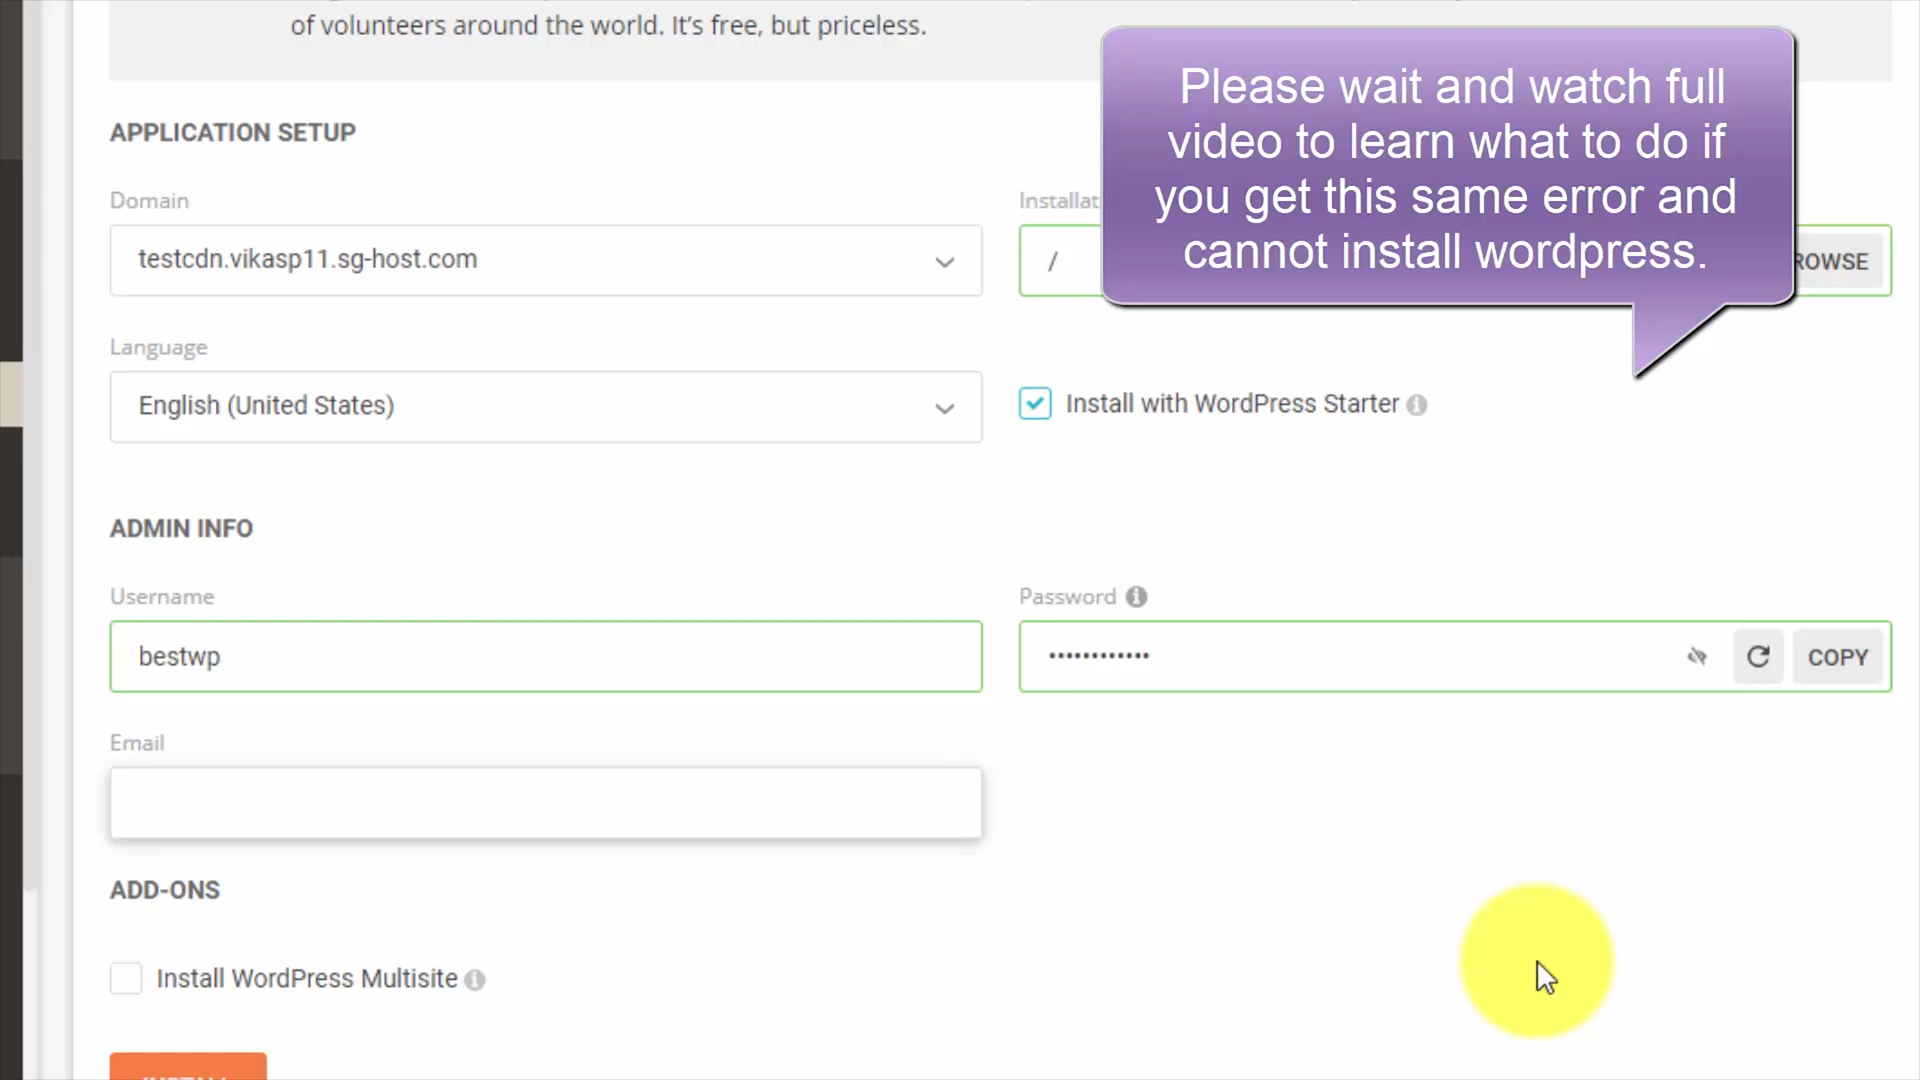 of volunteers around the world. It's free, but priceless.
Please wait and watch full
video to learn what to do if
you get this same error and
cannot install wordpress.
APPLICATION SETUP
Domain
Installat
testcdn.vikasp11.sg-host.com
/
ROWSE
Language
English (United States)
Install with WordPress Starter
ADMIN INFO
Username
Password
bestwp
••••••••••••
COPY
Email
ADD-ONS
Install WordPress Multisite